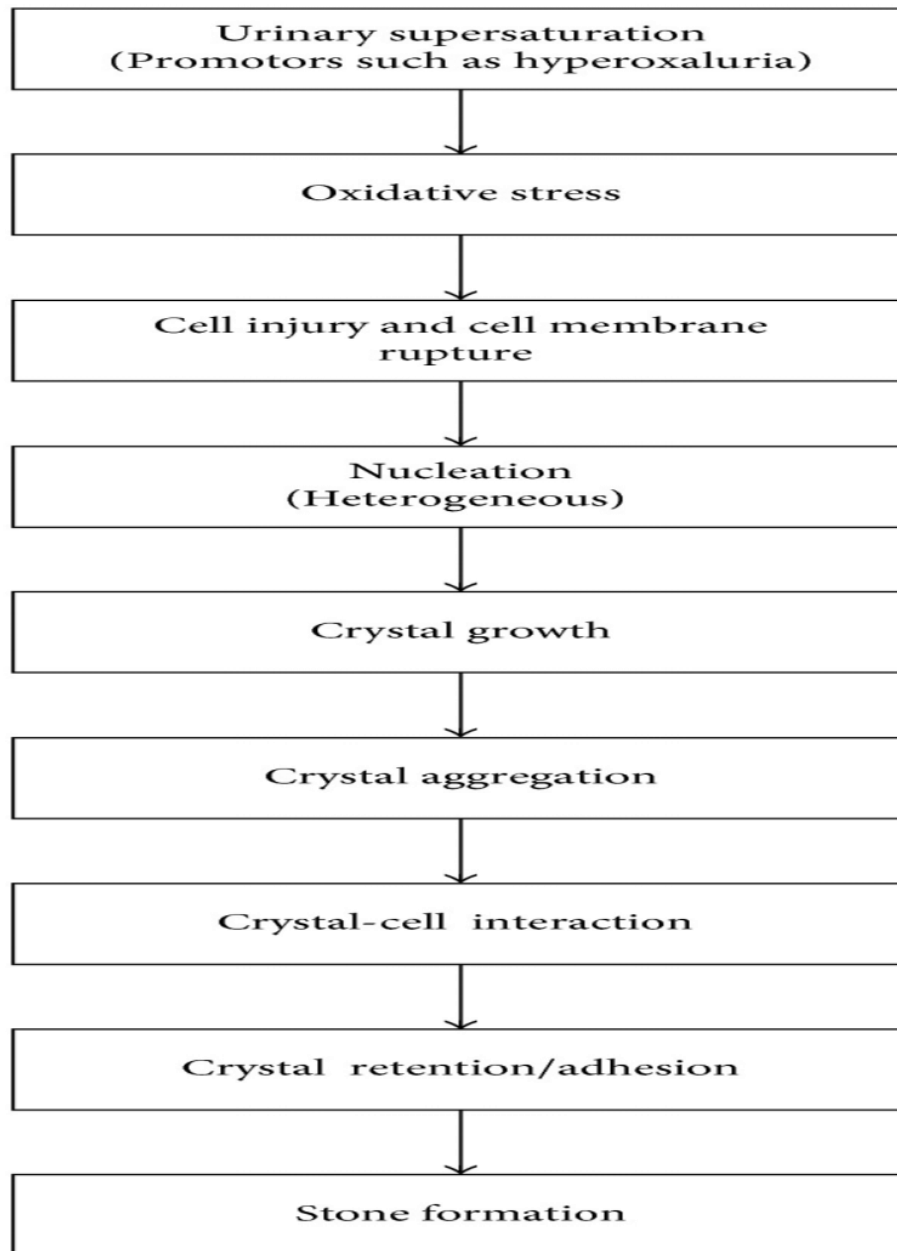 Urinary supersaturation
(Promotors such as hyperoxaluria)
Oxidative stress
Cell injury and cell membrane
rupture
Nucleation
(Heterogeneous)
Crystal growth
Crystal aggregation
Crystal-cell interaction
Crystal retention/adhesion
Stone formation